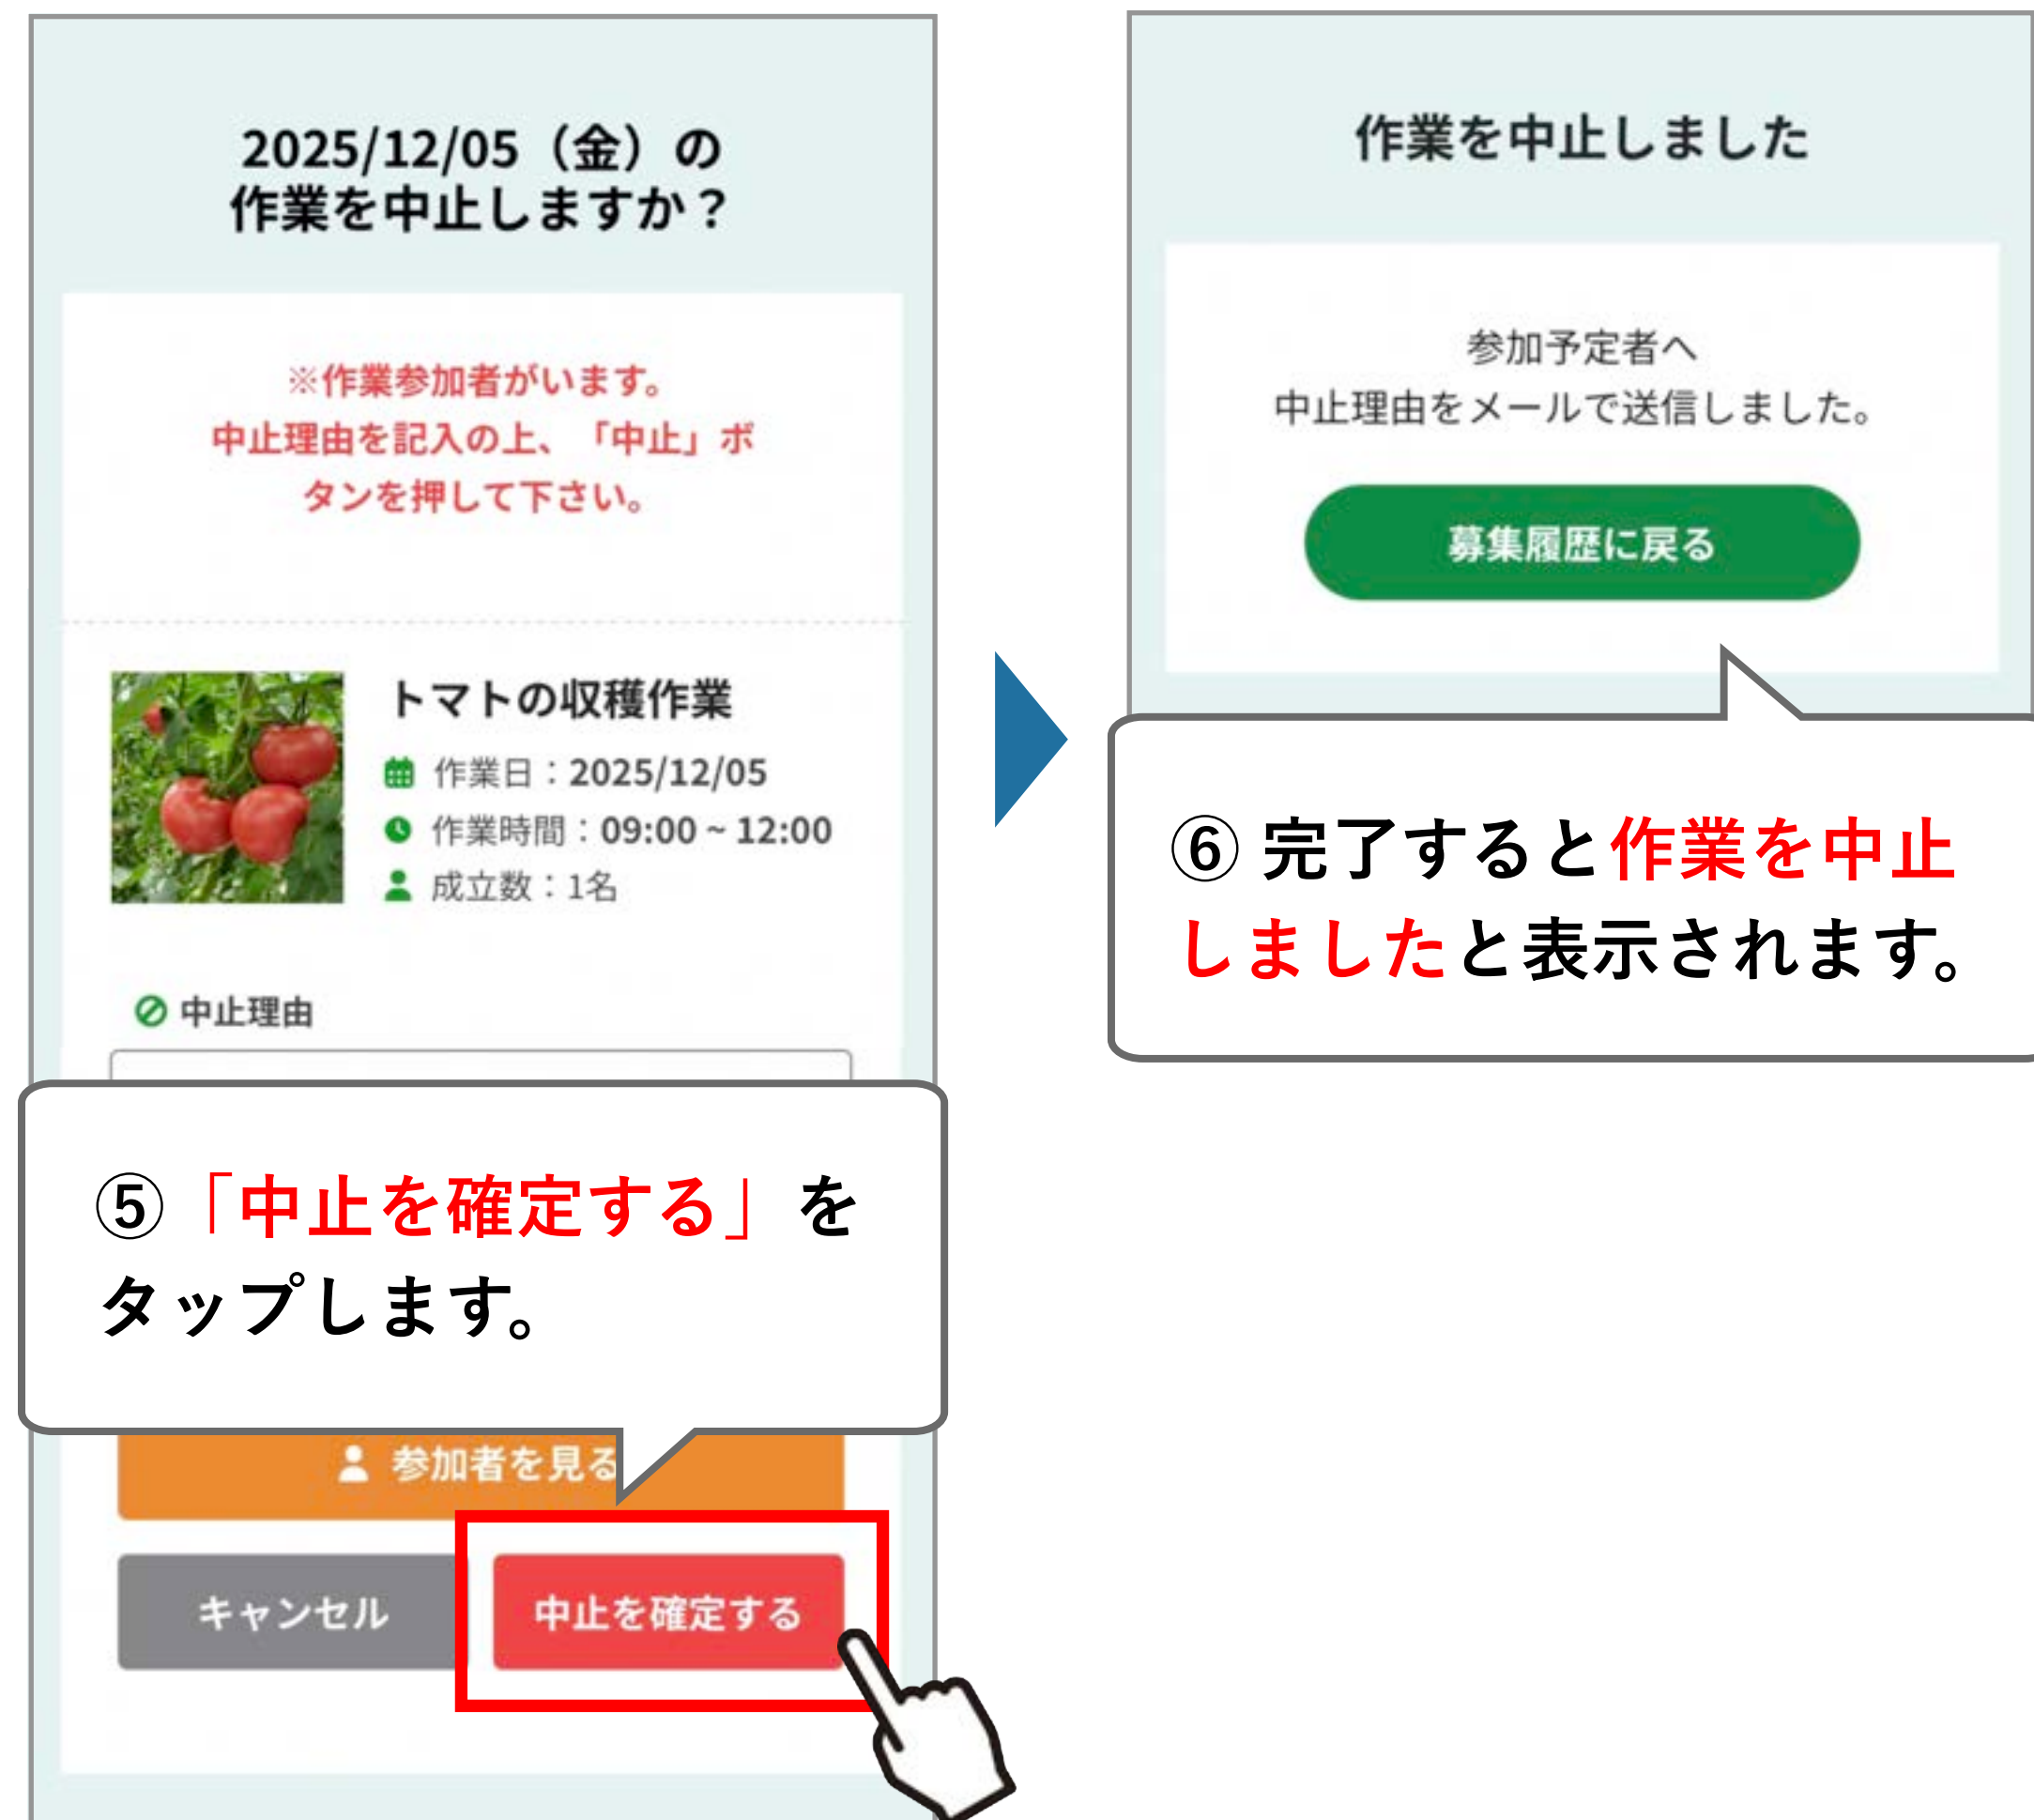 2025/12/05（金）の
作業を中止しますか？
※作業参加者がいます。
中止理由を記入の上、「中止」ボ
タンを押して下さい。
トマトの収穫作業
作業日：2025/12/05
作業時間：09:00 ~ 12:00
成立数：1名
中止理由
⑤「中止を確定する」を
タップします。
参加者を見る
キャンセル
中止を確定する
作業を中止しました
参加予定者へ
中止理由をメールで送信しました。
募集履歴に戻る
⑥ 完了すると作業を中止
しましたと表示されます。